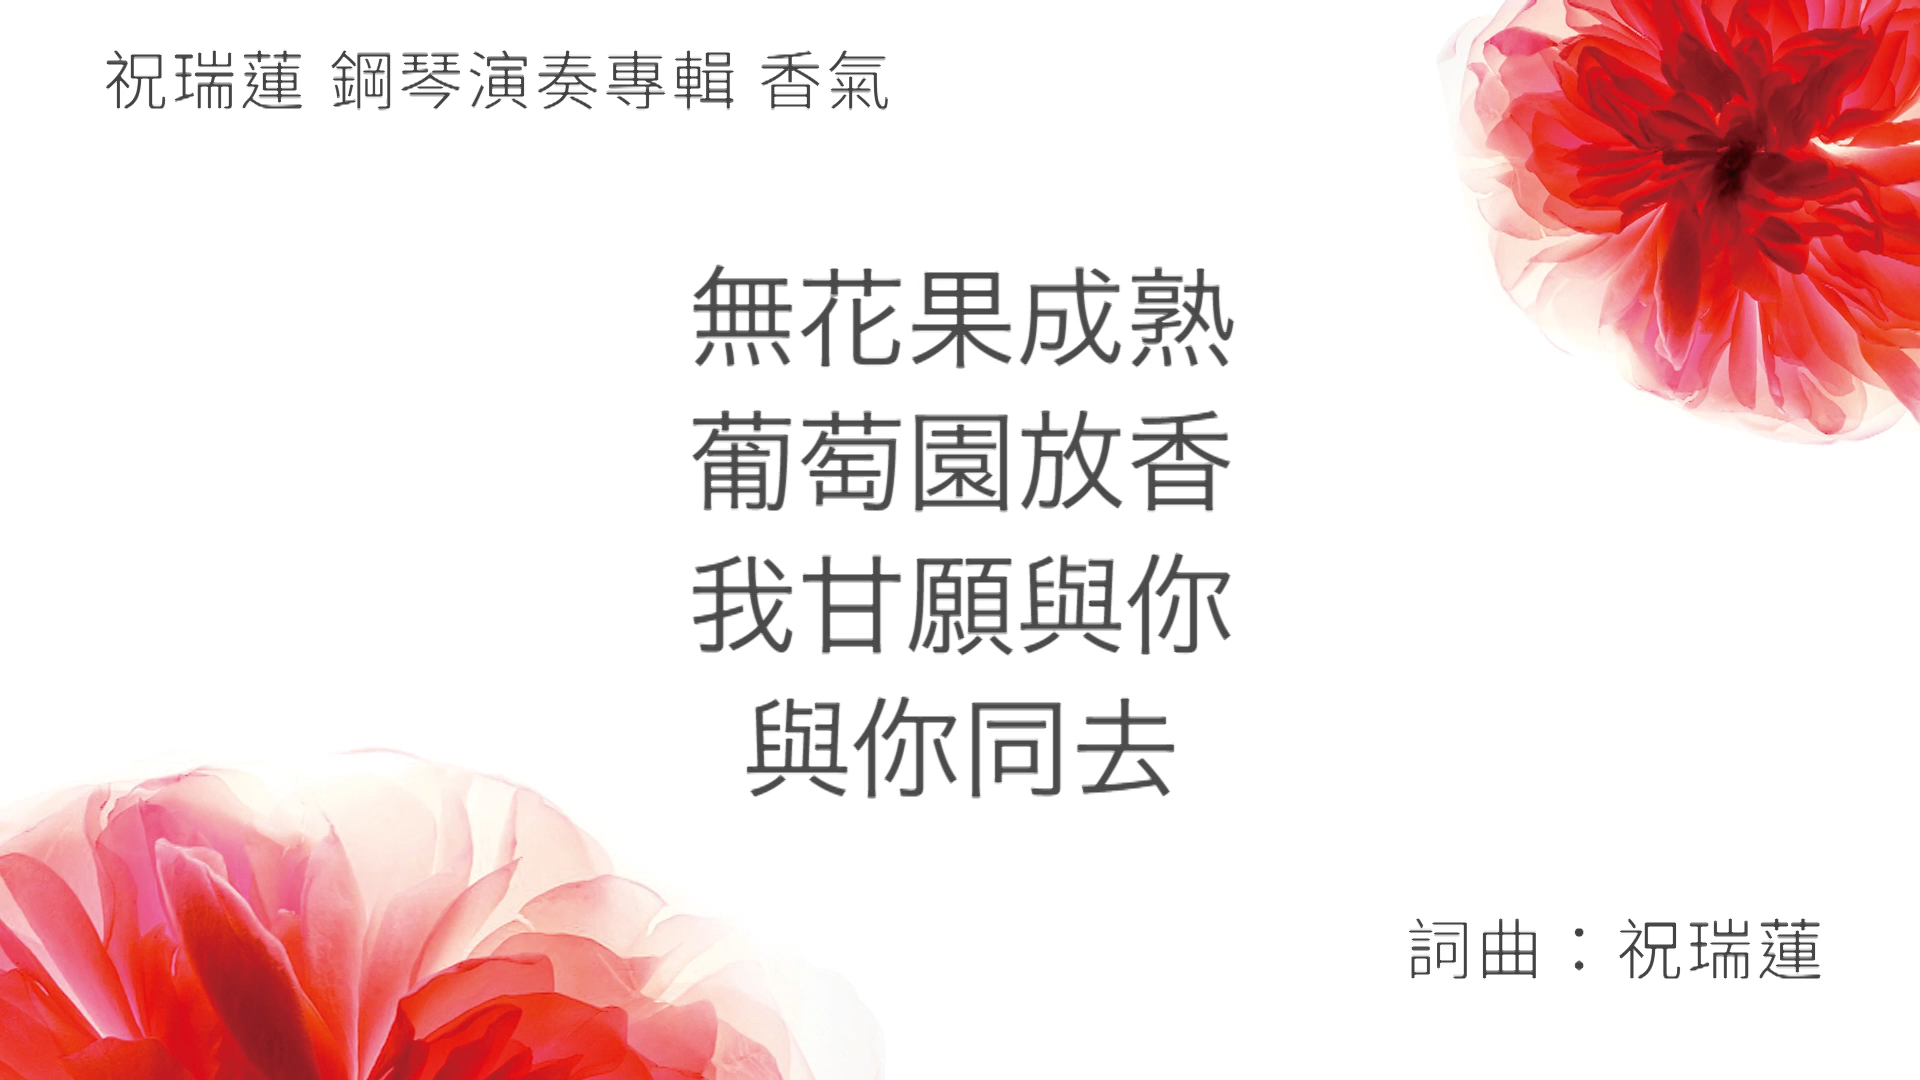 祝瑞蓮 鋼琴演奏專輯 香氣
無花果成熟
葡萄園放香
我甘願與你
與你同去
詞曲：祝瑞蓮